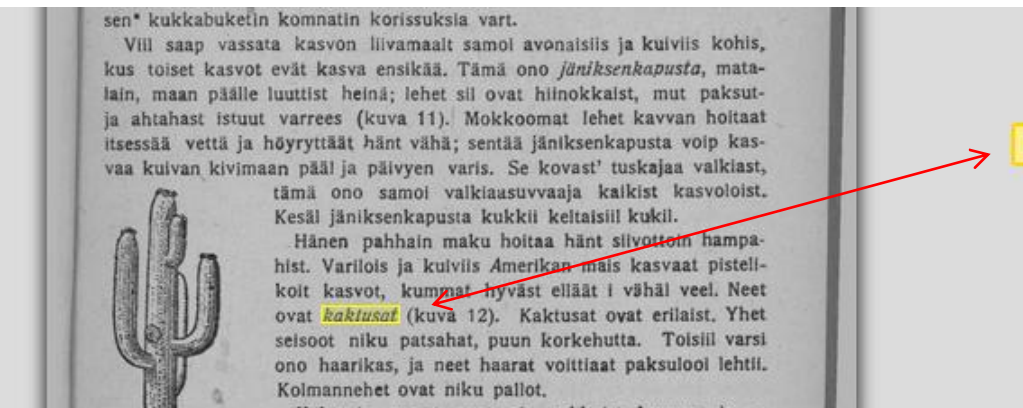 sen* kukkabuketin komnatin korissuksia vart.
Viil saap vassata kasvon liivamaalt samoi avonaisiis ja kuiviis kohis,
kus toiset kasvot evät kasva ensikää. Tämä ono jäniksenkapusta, mata-
lain, maan päälle luuttist heinä; lehet sil ovat hiinokkaist, mut paksut-
ja ahtahast istuut varrees (kuva 11). Mokkoomat lehet kavvan hoitaat
itsessää vettä ja höyryttäät hänt vähä; sentää jäniksenkapusta voip kas-
vaa kuivan kivimaan pääl ja päivyen varis. Se kovast' tuskajaa valkiast,
tämä ono samoi valkiaasuvvaaja kaikist kasvoloist.
Kesäl jäniksenkapusta kukkii keltaisiil kukil.
Hänen pahhain maku hoitaa hänt siivottoin hampa-
hist. Varilois ja kuiviis Amerikan mais kasvaat pisteli-
koit kasvot, kummat hyväst elläät i vähäl veel. Neet
ovat kaktusat (kuva 12). Kaktusat ovat erilaist. Yhet
seisoot niku patsahat, puun korkehutta. Toisiil varsi
ono haarikas, ja neet haarat voittiaat paksulooi lehtii.
Kolmannehet ovat niku pallot.